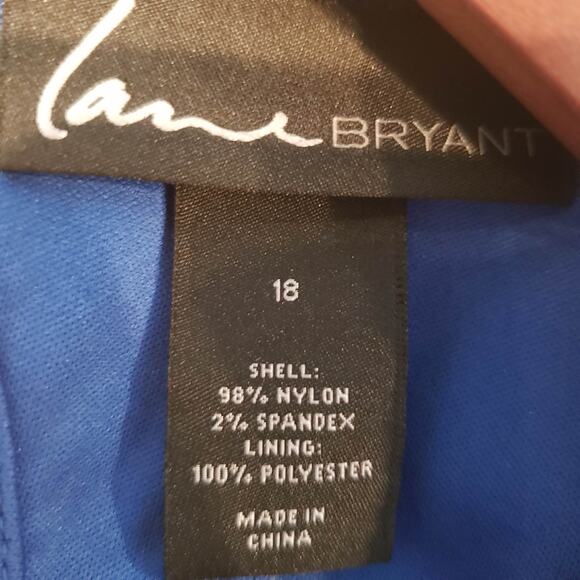 lane BRYANT
18
SHELL:
98% NYLON
2% SPANDEX
LINING:
100% POLYESTER
MADE IN
CHINA